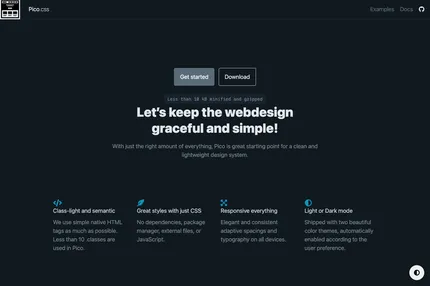 Pico.css
Examples Docs
Get started Download
Less than 10 kB minified and gzipped
Let's keep the webdesign
graceful and simple!
With just the right amount of everything, Pico is great starting point for a clean and
lightweight design system.
Class-light and semantic
We use simple native HTML
tags as much as possible.
Less than 10 .classes are
used in Pico.
Great styles with just CSS
No dependencies, package
manager, external files, or
JavaScript.
Responsive everything
Elegant and consistent
adaptive spacings and
typography on all devices.
Light or Dark mode
Shipped with two beautiful
color themes, automatically
enabled according to the
user preference.